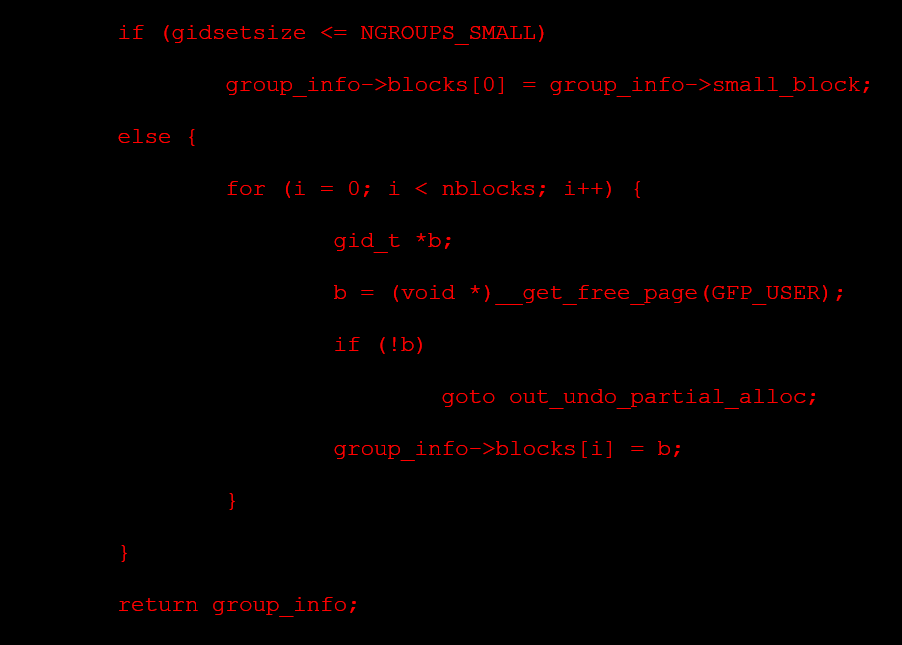 if (gidsetsize <= NGROUPS_SMALL)
group_info->blocks[0] = group_info->small_block;
else {
for (i = 0; i < nblocks; i++) {
gid_t *b;
b = (void *)__get_free_page(GFP_USER);
if (!b)
goto out_undo_partial_alloc;
group_info->blocks[i] = b;
}
}
return group_info;